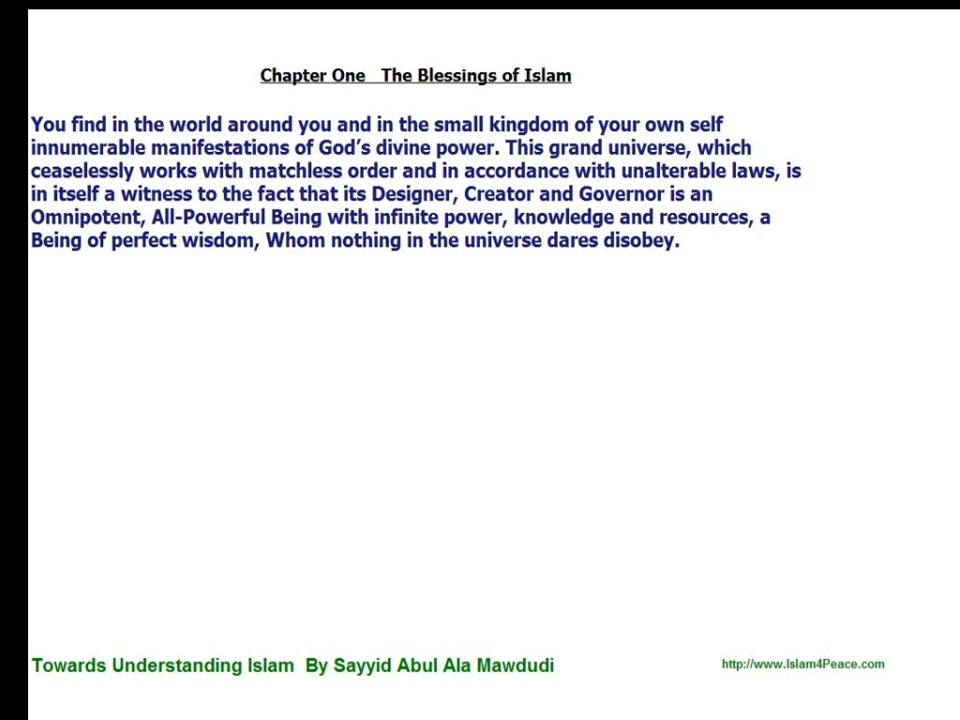 Chapter One   The Blessings of Islam
You find in the world around you and in the small kingdom of your own self
innumerable manifestations of God’s divine power. This grand universe, which
ceaselessly works with matchless order and in accordance with unalterable laws, is
in itself a witness to the fact that its Designer, Creator and Governor is an
Omnipotent, All-Powerful Being with infinite power, knowledge and resources, a
Being of perfect wisdom, Whom nothing in the universe dares disobey.
Towards Understanding Islam  By Sayyid Abul Ala Mawdudi
http://www.Islam4Peace.com